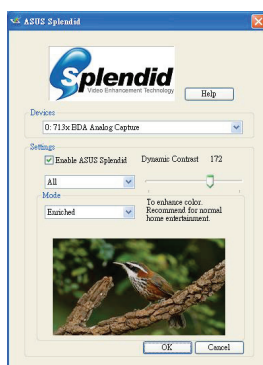 ASUS Splendid
Splendid
Video Enhancement Technology
Help
Devices
0: 713x BDA Analog Capture
Settings
Enable ASUS Splendid
Dynamic Contrast 172
All
Mode
Enriched
To enhance color.
Recommend for normal
home entertainment.
OK
Cancel